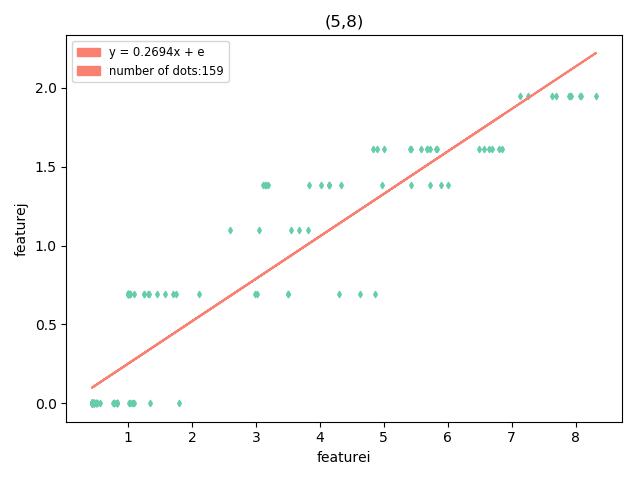 (5,8)
y = 0.2694x + e
number of dots:159
2.0
1.5
1.0
0.5
0.0
featurej
1 2 3 4 5 6 7 8
featurei